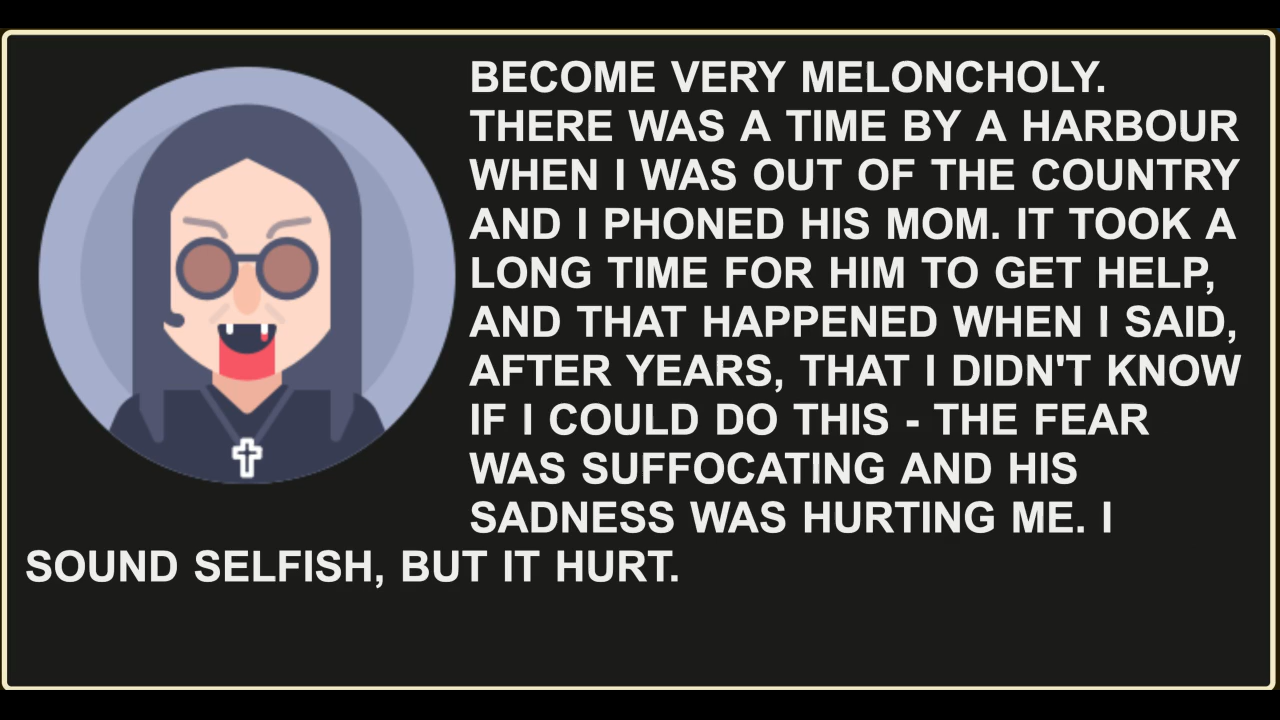 BECOME VERY MELONCHOLY.
THERE WAS A TIME BY A HARBOUR
WHEN I WAS OUT OF THE COUNTRY
AND I PHONED HIS MOM. IT TOOK A
LONG TIME FOR HIM TO GET HELP,
AND THAT HAPPENED WHEN I SAID,
AFTER YEARS, THAT I DIDN'T KNOW
IF I COULD DO THIS - THE FEAR
WAS SUFFOCATING AND HIS
SADNESS WAS HURTING ME. I
SOUND SELFISH, BUT IT HURT.